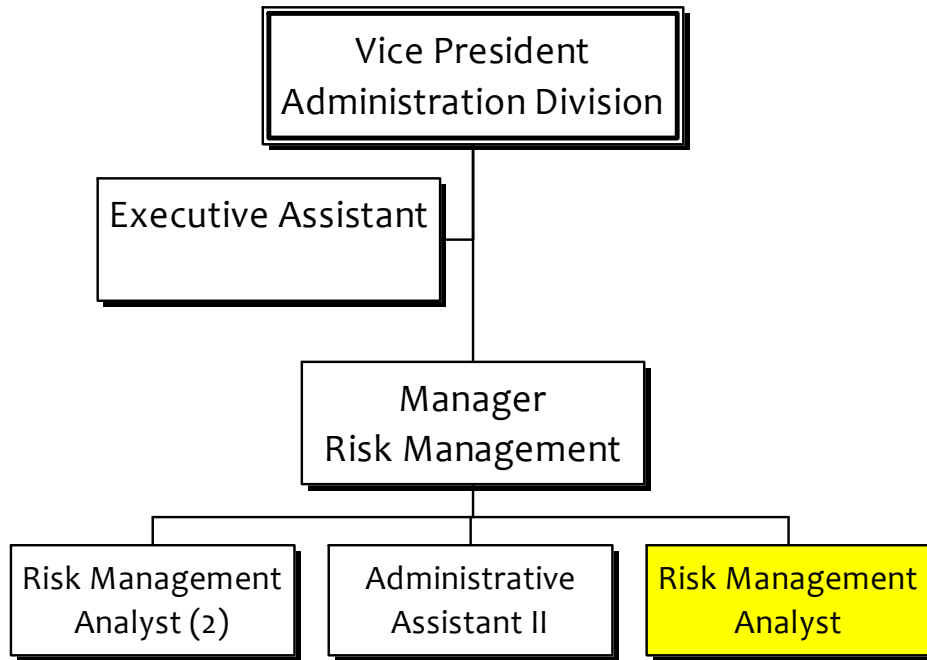 Vice President
Administration Division
Executive Assistant
Manager
Risk Management
Risk Management
Analyst (2)
Administrative
Assistant II
Risk Management
Analyst